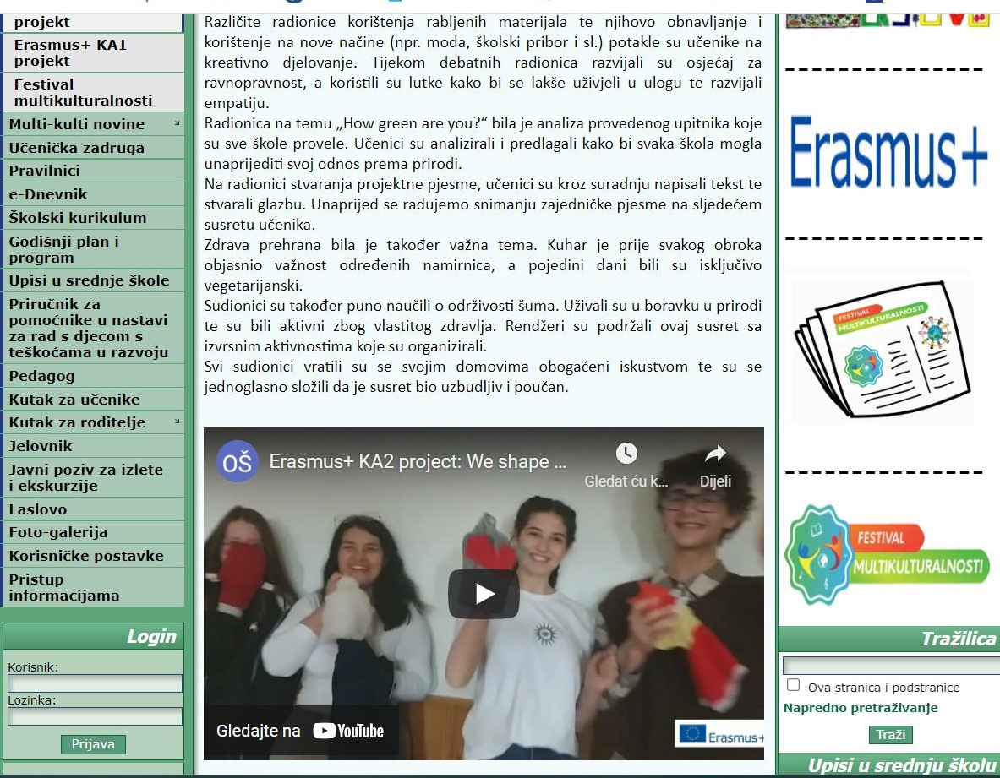 projekt
Erasmus+ KA1
projekt
Festival
multikulturalnosti
Multi-kulti novine
Učenička zadruga
Pravilnici
e-Dnevnik
Školski kurikulum
Godišnji plan i
program
Upisi u srednje škole
Priručnik za
pomoćnike u nastavi
za rad s djecom s
teškoćama u razvoju
Pedagog
Kutak za učenike
Kutak za roditelje
Jelovnik
Javni poziv za izlete
i ekskurzije
Laslovo
Foto-galerija
Korisničke postavke
Pristup
informacijama
Login
Korisnik:
Lozinka:
Prijava
Različite radionice korištenja rabljenih materijala te njihovo obnavljanje i
korištenje na nove načine (npr. moda, školski pribor i sl.) potakle su učenike na
kreativno djelovanje. Tijekom debatnih radionica razvijali su osjećaj za
ravnopravnost, a koristili su lutke kako bi se lakše uživjeli u ulogu te razvijali
empatiju.
Radionica na temu „How green are you?“ bila je analiza provedenog upitnika koje
su sve škole provele. Učenici su analizirali i predlagali kako bi svaka škola mogla
unaprijediti svoj odnos prema prirodi.
Na radionici stvaranja projektne pjesme, učenici su kroz suradnju napisali tekst te
stvarali glazbu. Unaprijed se radujemo snimanju zajedničke pjesme na sljedećem
susretu učenika.
Zdrava prehrana bila je također važna tema. Kuhar je prije svakog obroka
objasnio važnost određenih namirnica, a pojedini dani bili su isključivo
vegetarijanski.
Sudionici su također puno naučili o održivosti šuma. Uživali su u boravku u prirodi
te su bili aktivni zbog vlastitog zdravlja. Rendžeri su podržali ovaj susret sa
izvrsnim aktivnostima koje su organizirali.
Svi sudionici vratili su se svojim domovima obogaćeni iskustvom te su se
jednoglasno složili da je susret bio uzbudljiv i poučan.
OŠ Erasmus+ KA2 project: We shape ...
Gledat ću k...
Dijeli
Gledajte na YouTube
Erasmus+
Erasmus+
FESTIVAL
MULTIKULTURALNOSTI
FESTIVAL
MULTIKULTURALNOSTI
Tražilica
Ova stranica i podstranice
Napredno pretraživanje
Traži
Upisi u srednju školu